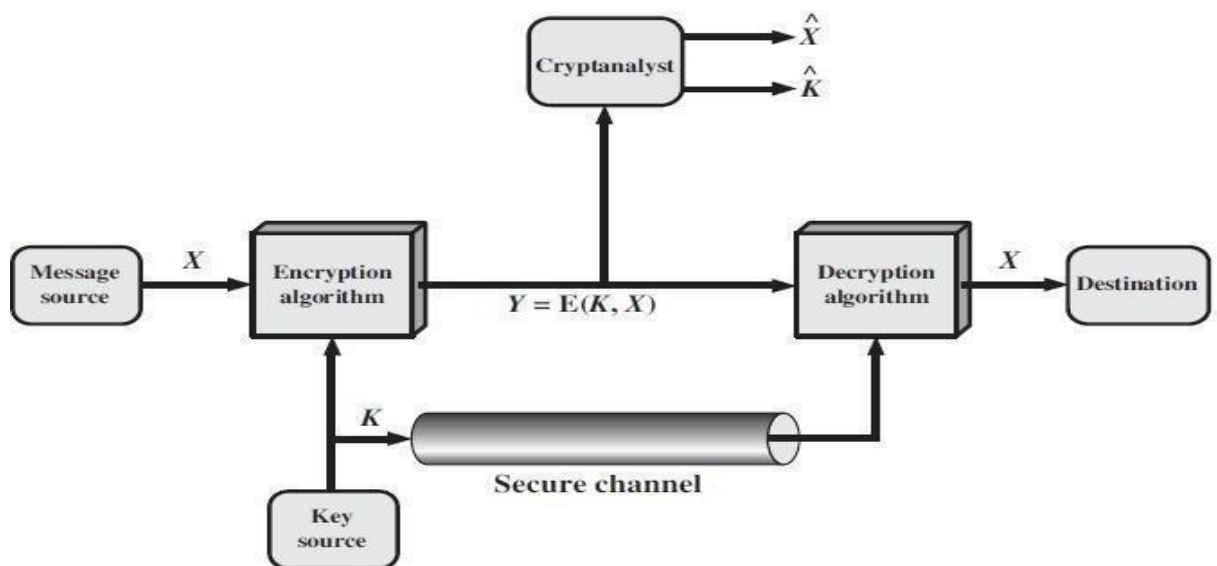 Cryptanalyst
X̂
K̂
Message
source
X
Encryption
algorithm
Y = E(K, X)
Decryption
algorithm
X
Destination
K
Secure channel
Key
source